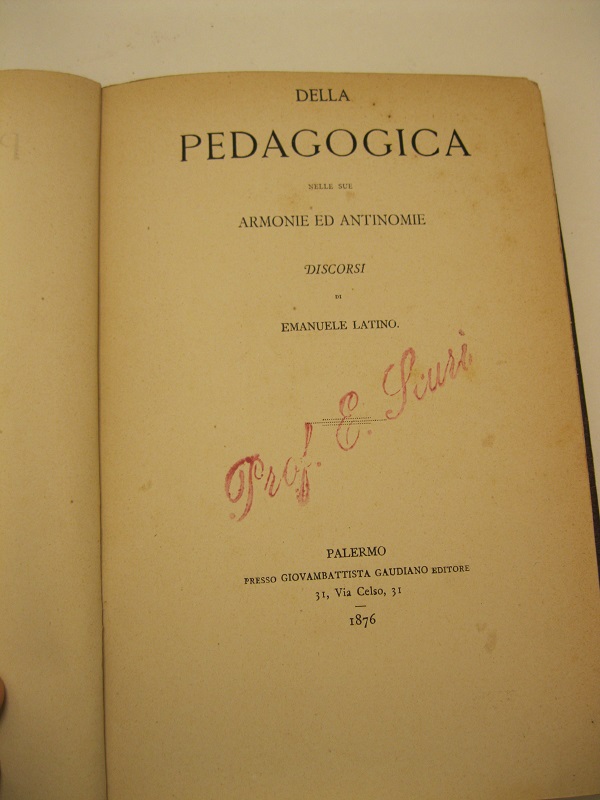 DELLA
PEDAGOGICA
NELLE SUE
ARMONIE ED ANTINOMIE
DISCORSI
DI
EMANUELE LATINO.
Prof. E. Siuri
PALERMO
PRESSO GIOVAMBATTISTA GAUDIANO EDITORE
31, Via Celso, 31
1876